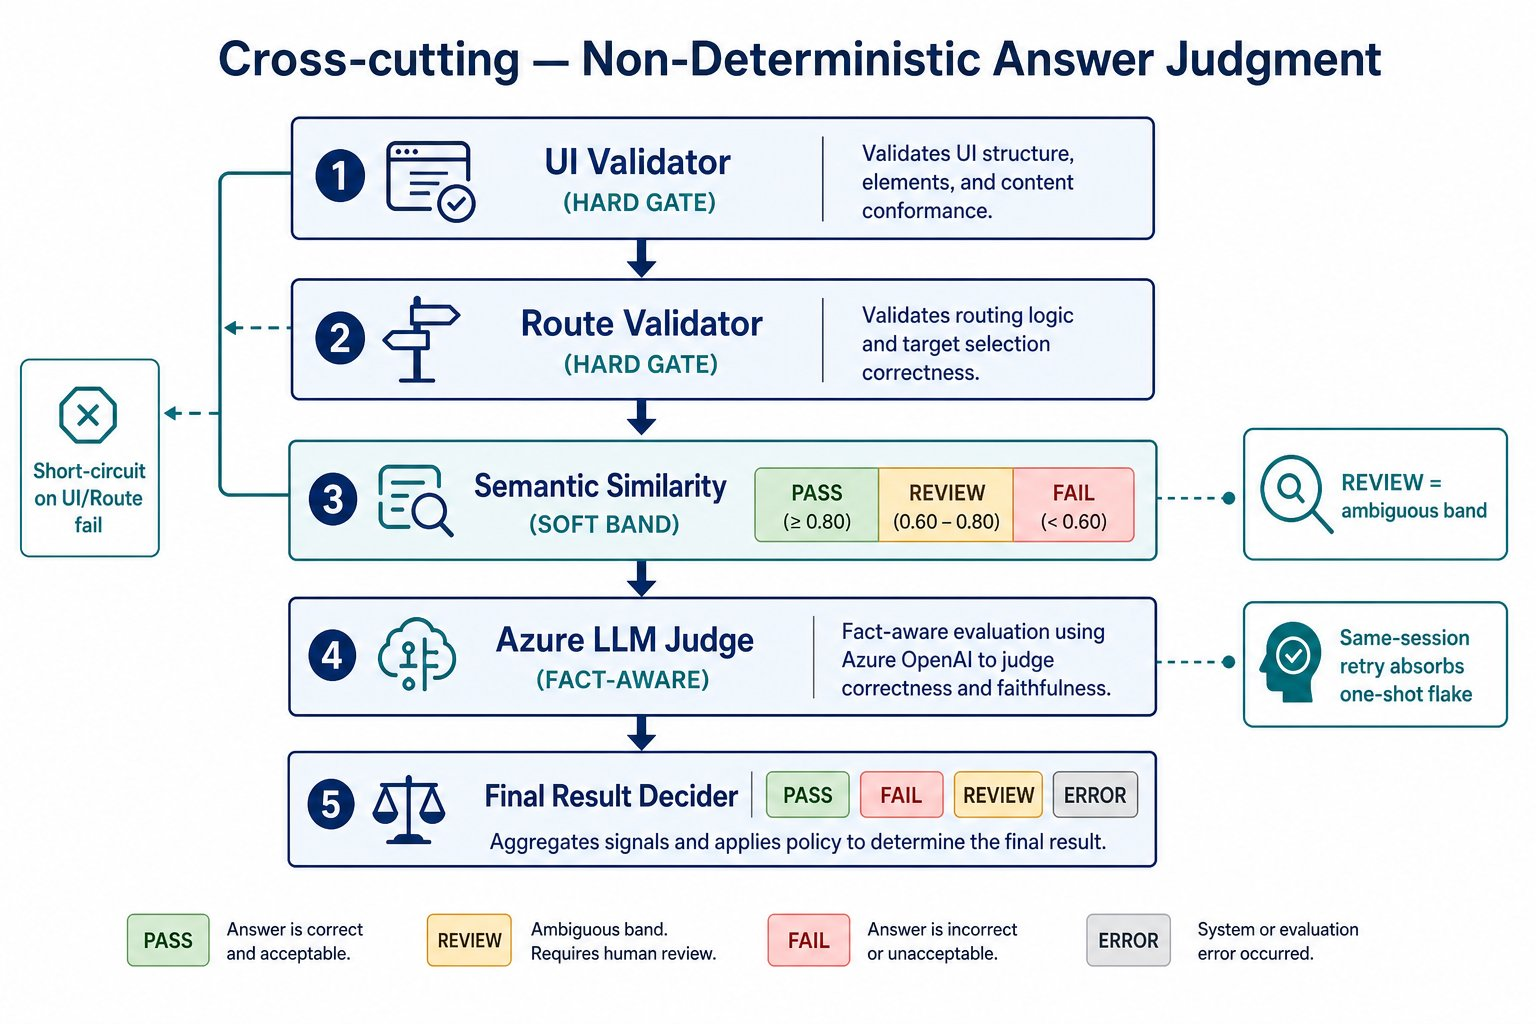 Cross-cutting — Non-Deterministic Answer Judgment
1
UI Validator
(HARD GATE)
Validates UI structure,
elements, and content
conformance.
2
Route Validator
(HARD GATE)
Validates routing logic
and target selection
correctness.
Short-circuit
on UI/Route
fail
3
Semantic Similarity
(SOFT BAND)
PASS
(≥ 0.80)
REVIEW
(0.60 – 0.80)
FAIL
(< 0.60)
REVIEW =
ambiguous band
4
Azure LLM Judge
(FACT-AWARE)
Fact-aware evaluation using
Azure OpenAI to judge
correctness and faithfulness.
Same-session
retry absorbs
one-shot flake
5
Final Result Decider
PASS
FAIL
REVIEW
ERROR
Aggregates signals and applies policy to determine the final result.
PASS
Answer is correct
and acceptable.
REVIEW
Ambiguous band.
Requires human review.
FAIL
Answer is incorrect
or unacceptable.
ERROR
System or evaluation
error occurred.